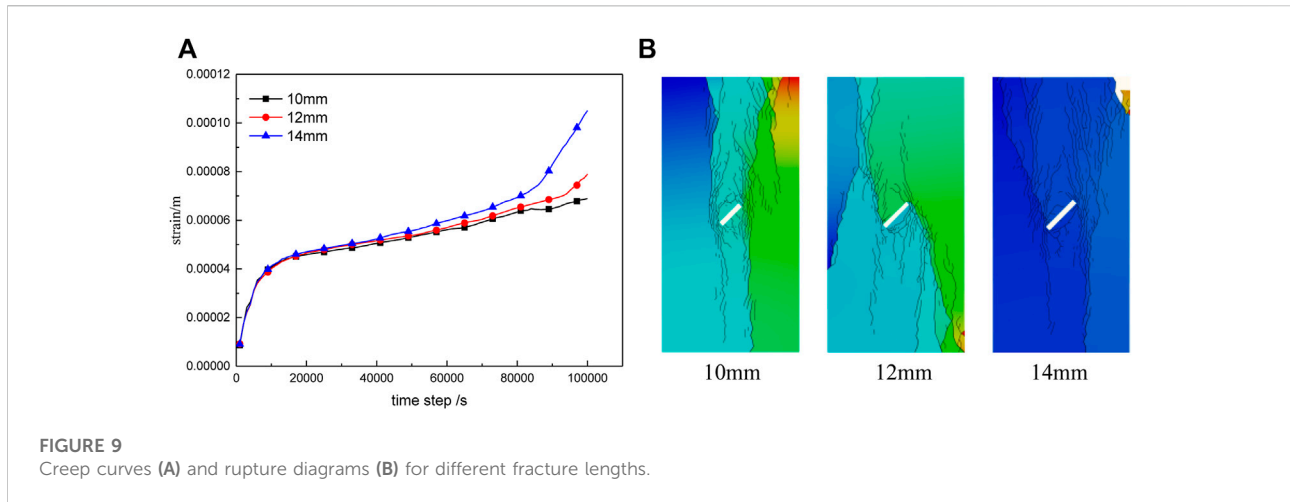 A
0.00012
0.00010
0.00008
0.00006
0.00004
0.00002
0.00000
strain/m
10mm
12mm
14mm
0 20000 40000 60000 80000 100000
time step /s
B
10mm 12mm 14mm
FIGURE 9
Creep curves (A) and rupture diagrams (B) for different fracture lengths.